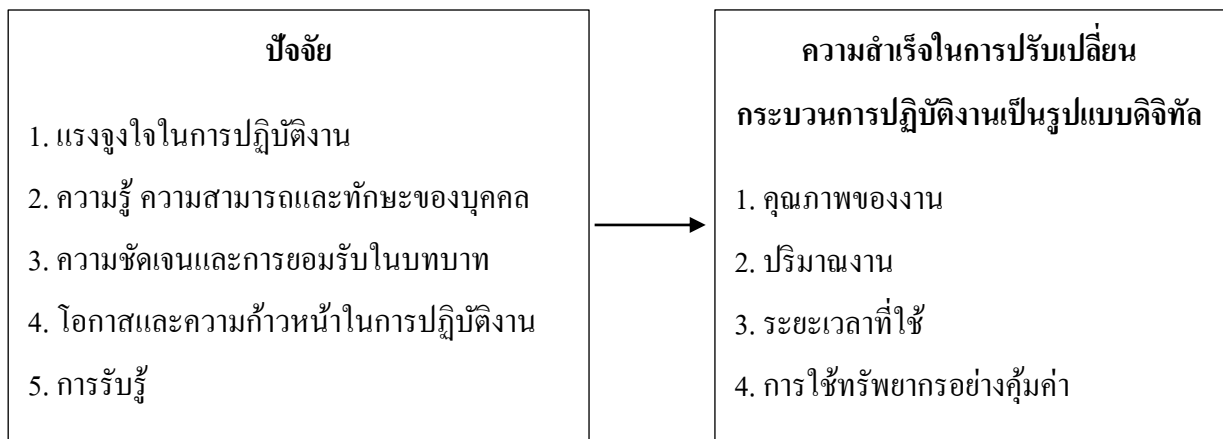 ปัจจัย
1. แรงจูงใจในการปฏิบัติงาน
2. ความรู้ ความสามารถและทักษะของบุคคล
3. ความชัดเจนและการยอมรับในบทบาท
4. โอกาสและความก้าวหน้าในการปฏิบัติงาน
5. การรับรู้
ความสำเร็จในการปรับเปลี่ยน
กระบวนการปฏิบัติงานเป็นรูปแบบดิจิทัล
1. คุณภาพของงาน
2. ปริมาณงาน
3. ระยะเวลาที่ใช้
4. การใช้ทรัพยากรอย่างคุ้มค่า